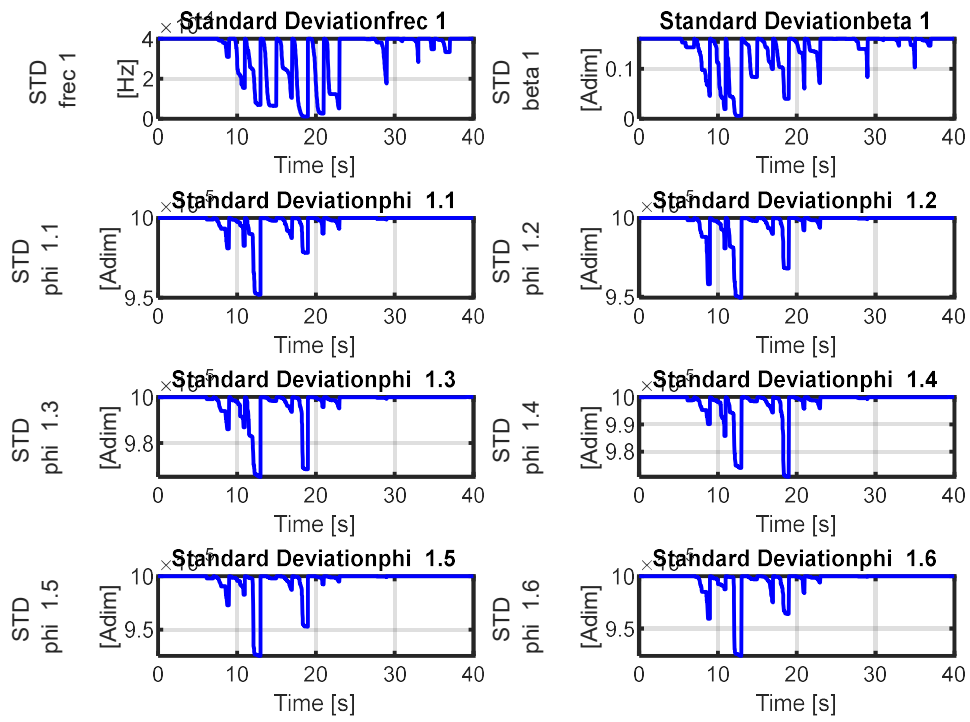 Standard Deviationfrec 1
STD
frec 1
[Hz]
4
2
0
0 10 20 30 40
Time [s]
Standard Deviationbeta 1
STD
beta 1
[Adim]
0.1
0
0 10 20 30 40
Time [s]
Standard Deviationphi 1.1
STD
phi 1.1
[Adim]
10
9.5
0 10 20 30 40
Time [s]
Standard Deviationphi 1.2
STD
phi 1.2
[Adim]
10
9.5
0 10 20 30 40
Time [s]
Standard Deviationphi 1.3
STD
phi 1.3
[Adim]
10
9.8
0 10 20 30 40
Time [s]
Standard Deviationphi 1.4
STD
phi 1.4
[Adim]
10
9.9
9.8
0 10 20 30 40
Time [s]
Standard Deviationphi 1.5
STD
phi 1.5
[Adim]
10
9.5
0 10 20 30 40
Time [s]
Standard Deviationphi 1.6
STD
phi 1.6
[Adim]
10
9.5
0 10 20 30 40
Time [s]